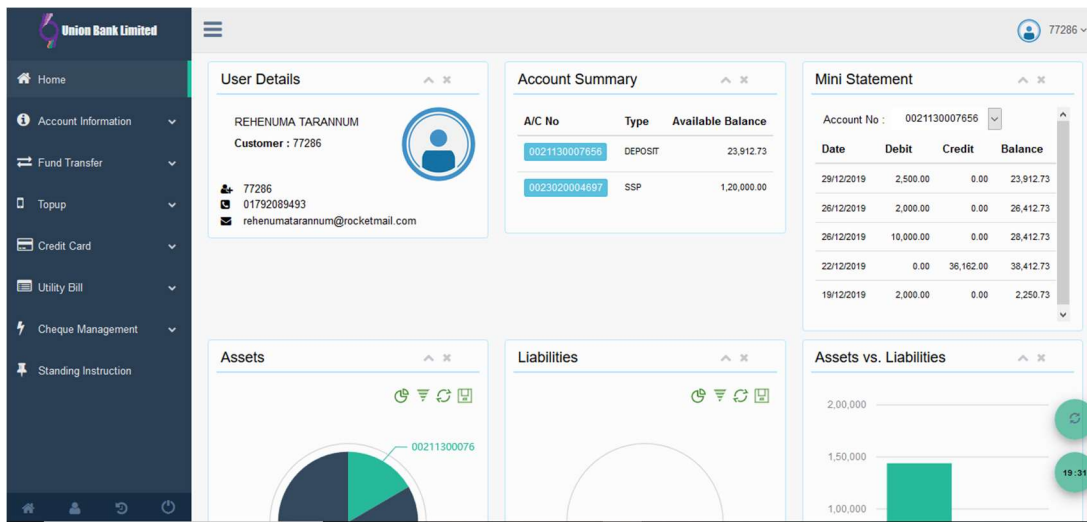 Union Bank Limited
77286
Home
Account Information
Fund Transfer
Topup
Credit Card
Utility Bill
Cheque Management
Standing Instruction
User Details
REHENUMA TARANNUM
Customer : 77286
77286
01792089493
rehenumatarannum@rocketmail.com
Account Summary
A/C No Type Available Balance
0021130007656 DEPOSIT 23,912.73
0023020004697 SSP 1,20,000.00
Mini Statement
Account No : 0021130007656
Date Debit Credit Balance
29/12/2019 2,500.00 0.00 23,912.73
26/12/2019 2,000.00 0.00 26,412.73
26/12/2019 10,000.00 0.00 28,412.73
22/12/2019 0.00 36,162.00 38,412.73
19/12/2019 2,000.00 0.00 2,250.73
Assets
00211300076
Liabilities
Assets vs. Liabilities
2,00,000
1,50,000
1,00,000
19:31